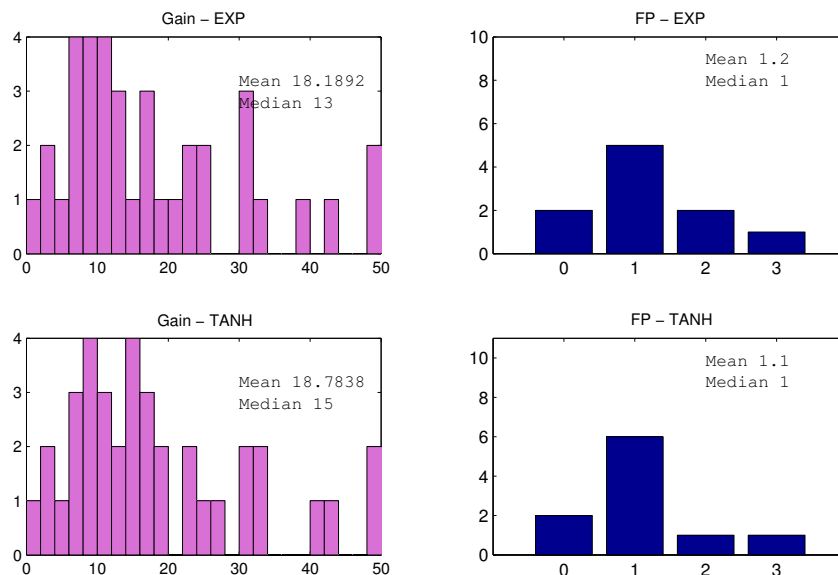 Gain − EXP
4
3
2
1
0
Mean 18.1892
Median 13
0 10 20 30 40 50
FP − EXP
10
8
6
4
2
0
Mean 1.2
Median 1
0 1 2 3
Gain − TANH
4
3
2
1
0
Mean 18.7838
Median 15
0 10 20 30 40 50
FP − TANH
10
8
6
4
2
0
Mean 1.1
Median 1
0 1 2 3